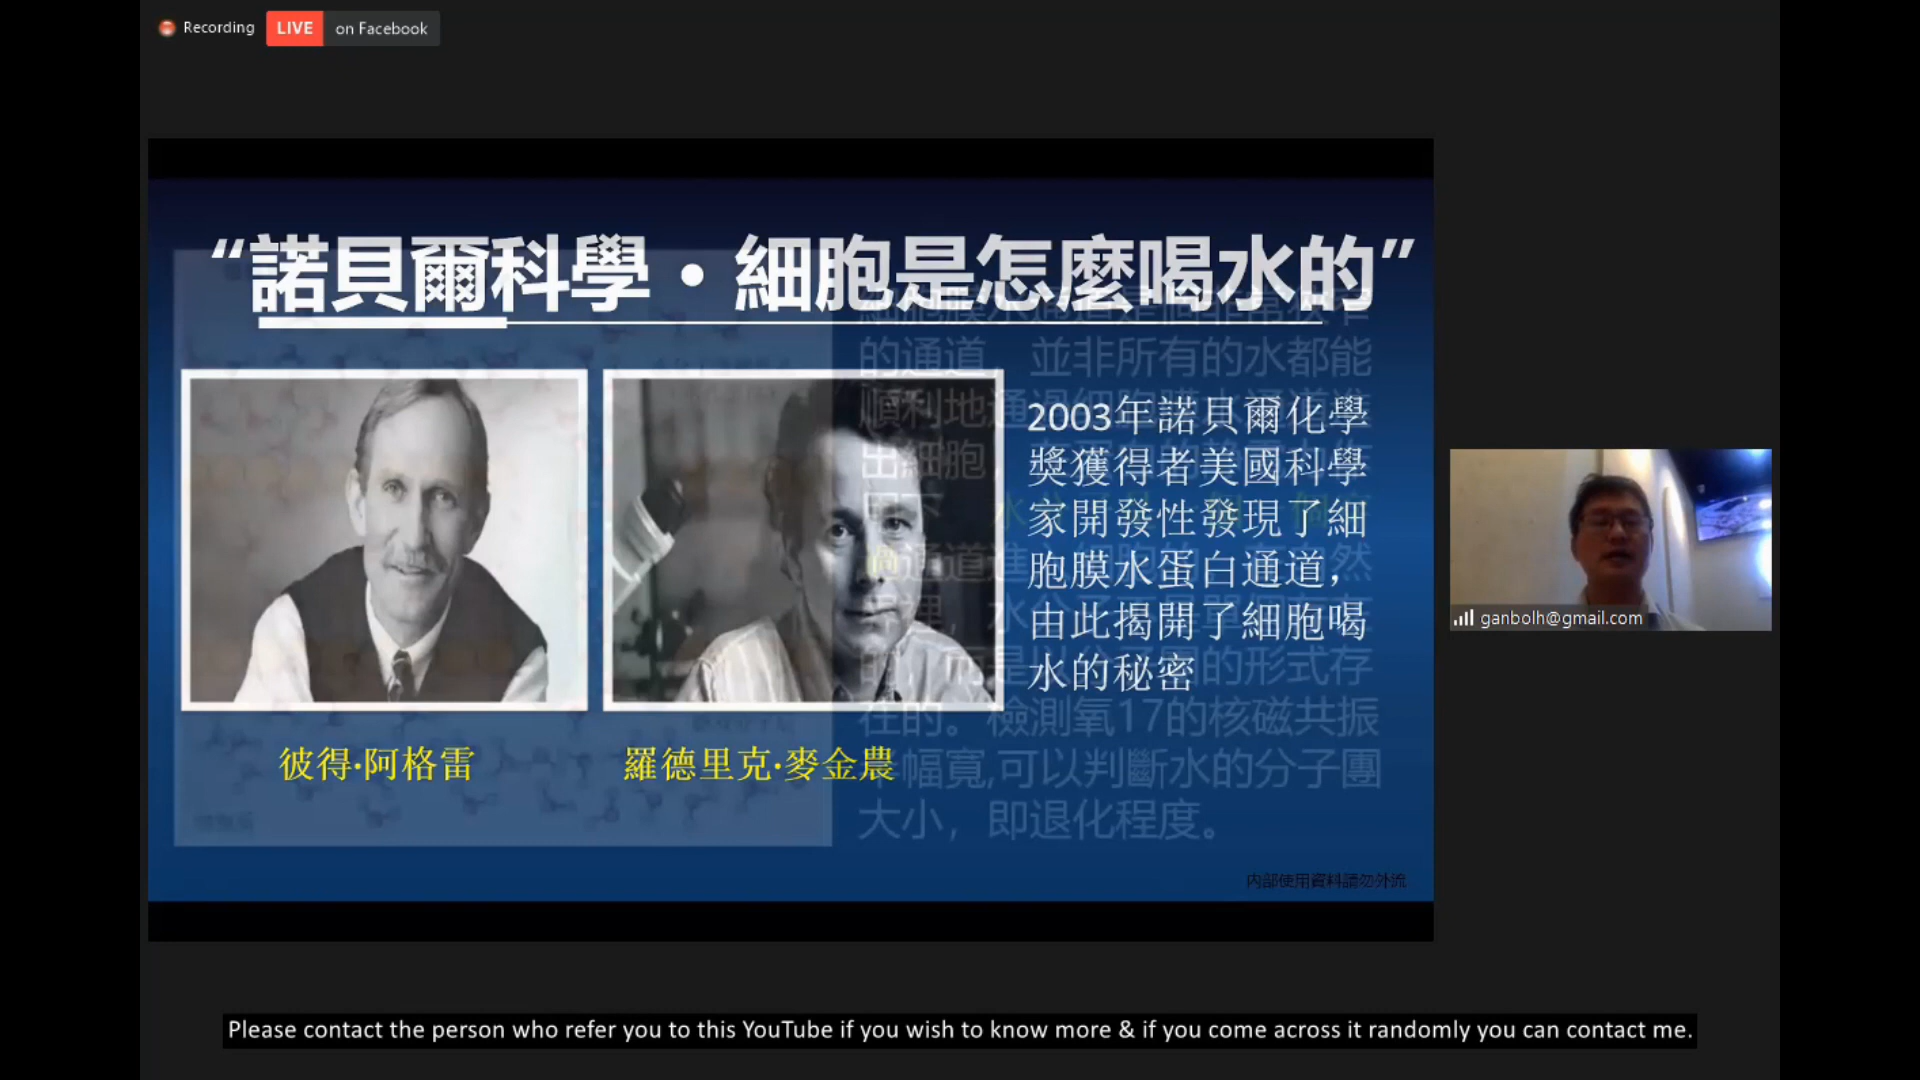 Recording LIVE on Facebook
“諾貝爾科學·細胞是怎麼喝水的”
2003年諾貝爾化學
獎獲得者美國科學
家開發性發現了細
胞膜水蛋白通道，
由此揭開了細胞喝
水的秘密
彼得·阿格雷
羅德里克·麥金農
的通道， 並非所有的水都能
的形式存
在的。檢測氧17的核磁共振
半幅寬,可以判斷水的分子團
大小，即退化程度。
内部使用資料請勿外流
ganbolh@gmail.com
Please contact the person who refer you to this YouTube if you wish to know more & if you come across it randomly you can contact me.